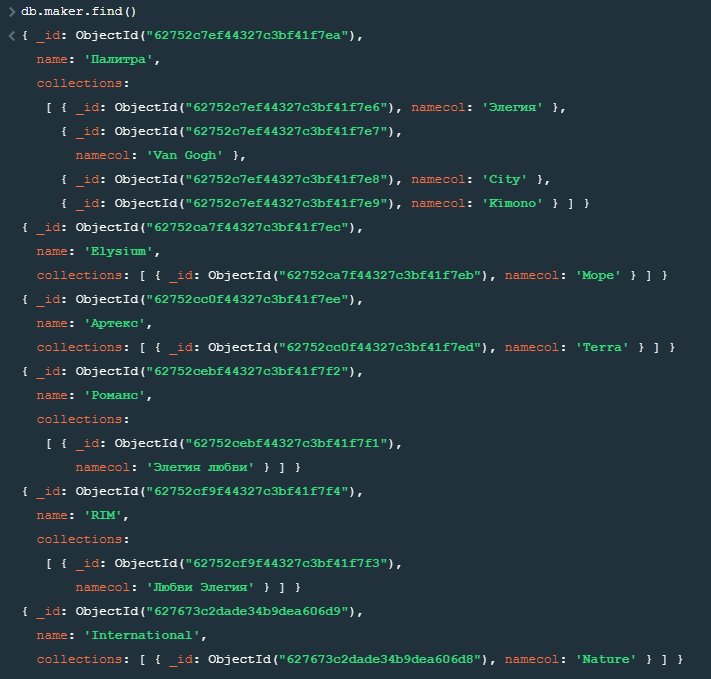 > db.maker.find()
< { _id: ObjectId("62752c7ef44327c3bf41f7ea"),
name: 'Палитра',
collections:
[ { _id: ObjectId("62752c7ef44327c3bf41f7e6"), namecol: 'Элегия' },
{ _id: ObjectId("62752c7ef44327c3bf41f7e7"),
namecol: 'Van Gogh' },
{ _id: ObjectId("62752c7ef44327c3bf41f7e8"), namecol: 'City' },
{ _id: ObjectId("62752c7ef44327c3bf41f7e9"), namecol: 'Kimono' } ] }
{ _id: ObjectId("62752ca7f44327c3bf41f7ec"),
name: 'Elysium',
collections: [ { _id: ObjectId("62752ca7f44327c3bf41f7eb"), namecol: 'Море' } ] }
{ _id: ObjectId("62752cc0f44327c3bf41f7ee"),
name: 'Артекс',
collections: [ { _id: ObjectId("62752cc0f44327c3bf41f7ed"), namecol: 'Terra' } ] }
{ _id: ObjectId("62752cebf44327c3bf41f7f2"),
name: 'Романс',
collections:
[ { _id: ObjectId("62752cebf44327c3bf41f7f1"),
namecol: 'Элегия любви' } ] }
{ _id: ObjectId("62752cf9f44327c3bf41f7f4"),
name: 'RIM',
collections:
[ { _id: ObjectId("62752cf9f44327c3bf41f7f3"),
namecol: 'Любви Элегия' } ] }
{ _id: ObjectId("627673c2dade34b9dea606d9"),
name: 'International',
collections: [ { _id: ObjectId("627673c2dade34b9dea606d8"), namecol: 'Nature' } ] }